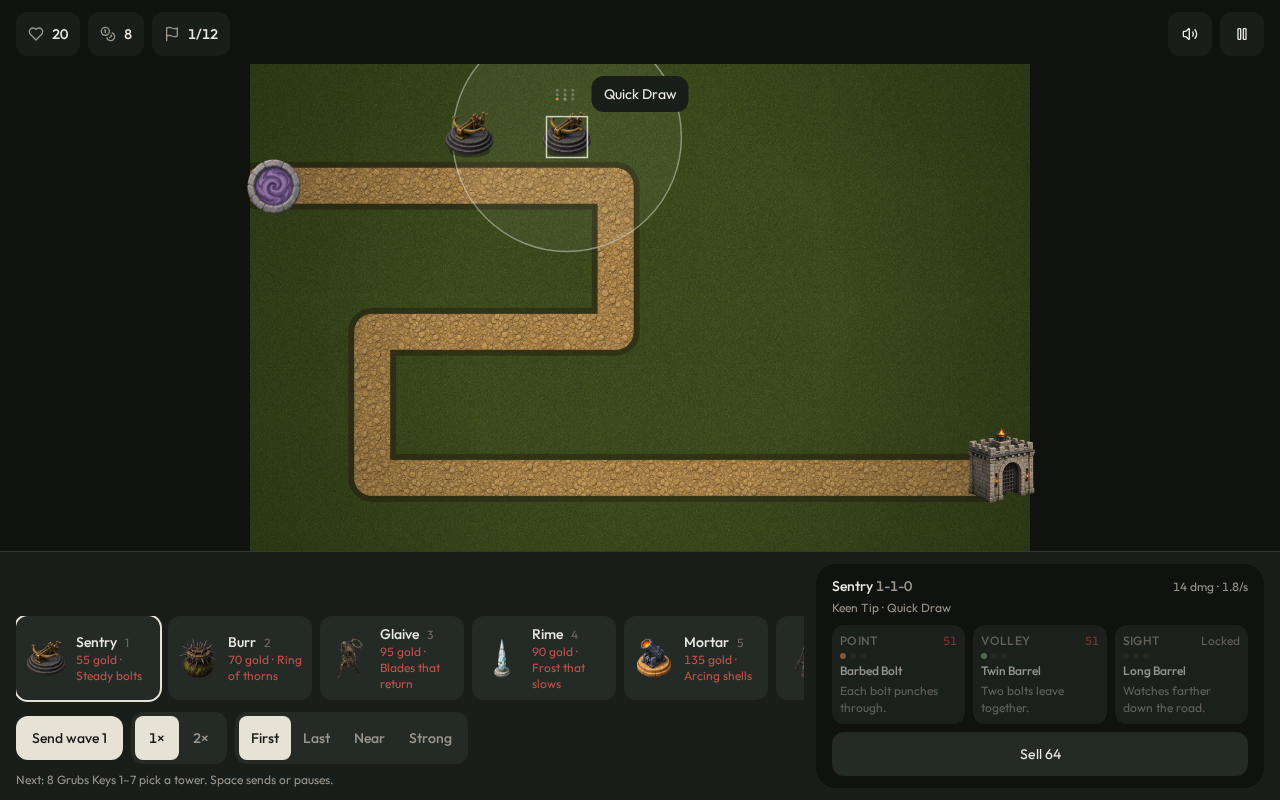 20
8
1/12
Quick Draw
Sentry 1
55 gold ·
Steady bolts
Burr 2
70 gold · Ring
of thorns
Glaive 3
95 gold ·
Blades that
return
Rime 4
90 gold ·
Frost that
slows
Mortar 5
135 gold ·
Arcing shells
Send wave 1
1×
2×
First
Last
Near
Strong
Next: 8 Grubs Keys 1–7 pick a tower. Space sends or pauses.
Sentry 1-1-0
14 dmg · 1.8/s
Keen Tip · Quick Draw
POINT 51
Barbed Bolt
Each bolt punches
through.
VOLLEY 51
Twin Barrel
Two bolts leave
together.
SIGHT Locked
Long Barrel
Watches farther
down the road.
Sell 64